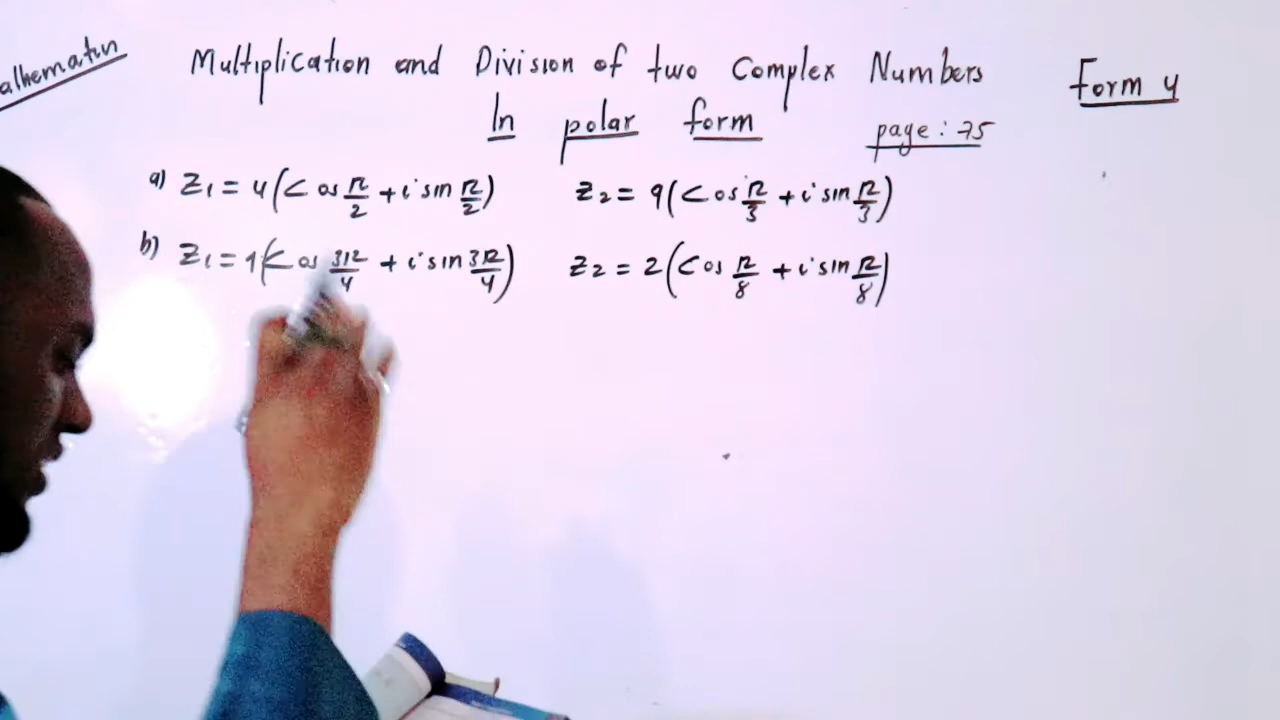 Multiplication and Division of two Complex Numbers
In polar form
page: 75
Form 4
a) Z₁ = 4(Cos π/2 + i sin π/2) Z₂ = 9(Cos π/3 + i sin π/3)
b) Z₁ = 9(Cos 3π/4 + i sin 3π/4) Z₂ = 2(Cos π/8 + i sin π/8)